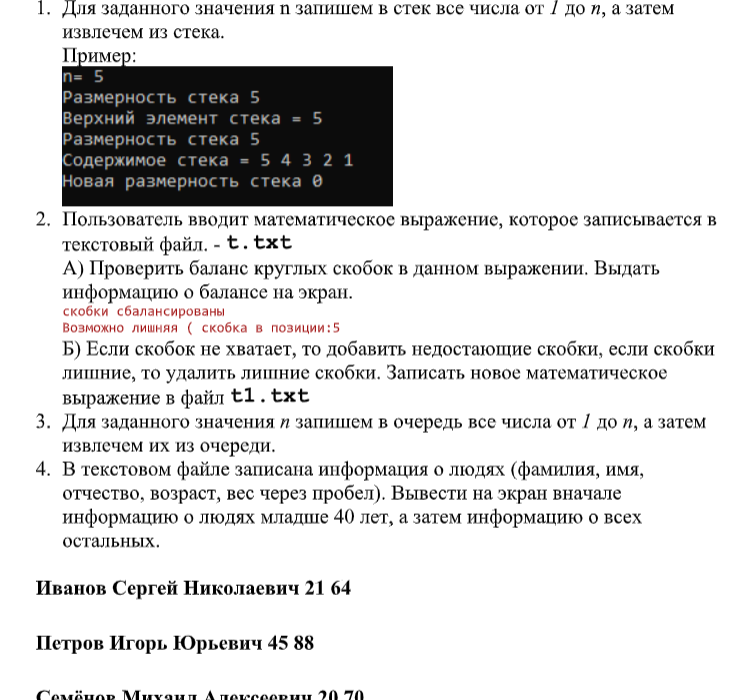 1. Для заданного значения n запишем в стек все числа от 1 до n, а затем
извлечем из стека.
Пример:
n= 5
Размерность стека 5
Верхний элемент стека = 5
Размерность стека 5
Содержимое стека = 5 4 3 2 1
Новая размерность стека 0
2. Пользователь вводит математическое выражение, которое записывается в
текстовый файл. - t.txt
А) Проверить баланс круглых скобок в данном выражении. Выдать
информацию о балансе на экран.
скобки сбалансированы
Возможно лишняя ( скобка в позиции:5
Б) Если скобок не хватает, то добавить недостающие скобки, если скобки
лишние, то удалить лишние скобки. Записать новое математическое
выражение в файл t1.txt
3. Для заданного значения n запишем в очередь все числа от 1 до n, а затем
извлечем их из очереди.
4. В текстовом файле записана информация о людях (фамилия, имя,
отчество, возраст, вес через пробел). Вывести на экран вначале
информацию о людях младше 40 лет, а затем информацию о всех
остальных.
Иванов Сергей Николаевич 21 64
Петров Игорь Юрьевич 45 88
Семёнов Михаил Алексеевич 20 70